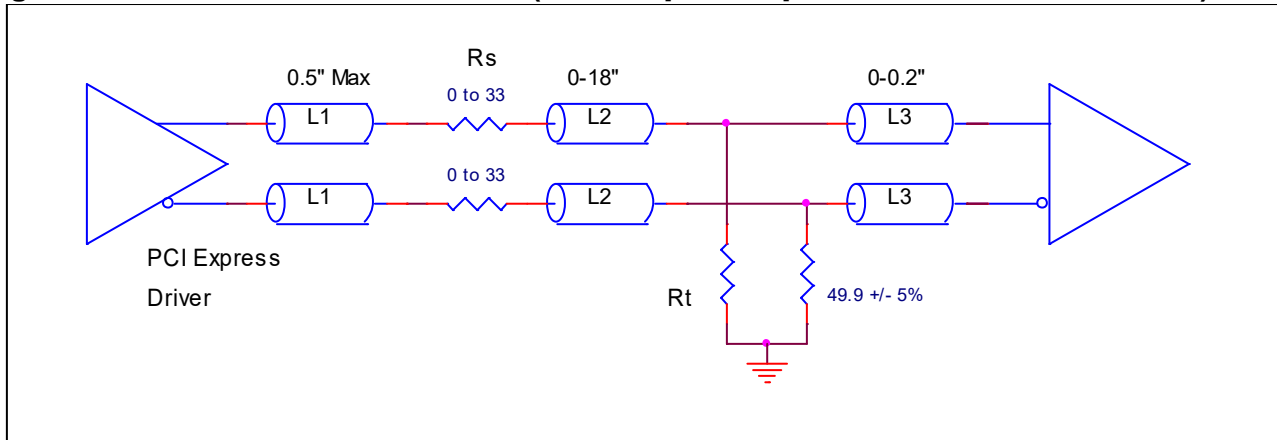 Rs
0.5" Max
0 to 33
0-18"
0-0.2"
L1
L2
L3
0 to 33
L1
L2
L3
PCI Express
Driver
Rt
49.9 +/- 5%